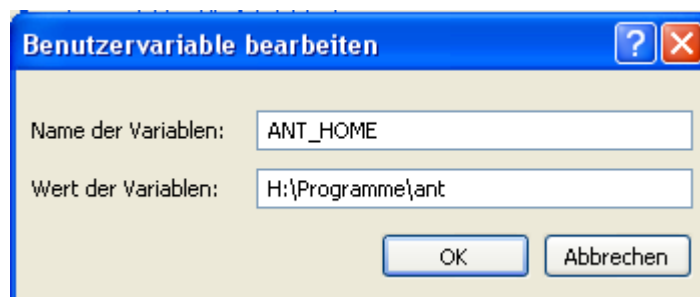 Benutzervariable bearbeiten
Name der Variablen: ANT_HOME
Wert der Variablen: H:\Programme\ant
OK Abbrechen